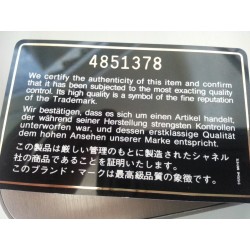 4851378
We certify the authenticity of this item and confirm
that it has been subjected to the most exacting quality
control. Its high quality is a symbol of the fine reputation
of the Trademark.
Wir bestätigen, dass es sich um einen Artikel handelt,
der während seiner Herstellung strengsten Kontrollen
unterworfen war, und dessen erstklassige Qualität
dem hohen Ansehen unserer Marke entspricht.
この製品は厳しい管理のもとに製造されたシャネル
社の商品であることを証明いたします。
このブランド・マークは最高級品質の象徴です。